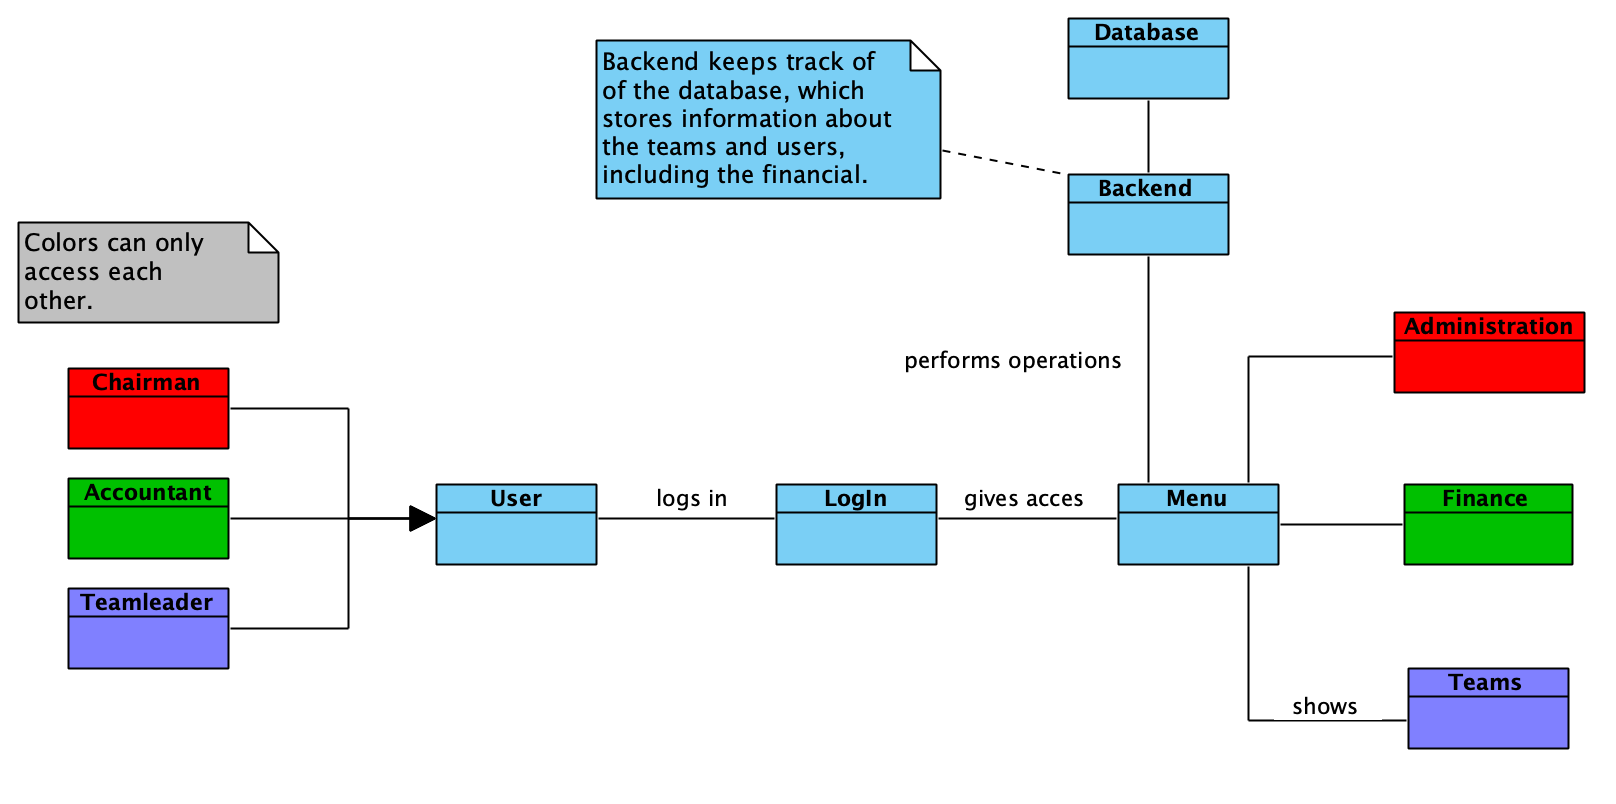 Database
Backend keeps track of
of the database, which
stores information about
the teams and users,
including the financial.
Backend
Colors can only
access each
other.
Administration
performs operations
Chairman
Accountant
User
logs in
LogIn
gives acces
Menu
Finance
Teamleader
Teams
shows